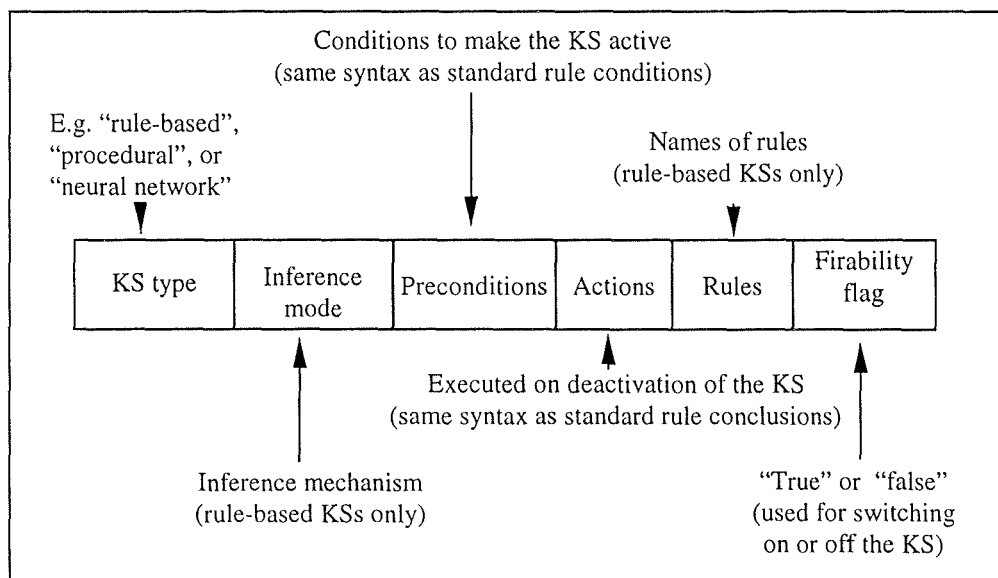 Conditions to make the KS active
(same syntax as standard rule conditions)
E.g. “rule-based”,
“procedural”, or
“neural network”
Names of rules
(rule-based KSs only)
KS type
Inference
mode
Preconditions
Actions
Rules
Firability
flag
Executed on deactivation of the KS
(same syntax as standard rule conclusions)
Inference mechanism
(rule-based KSs only)
“True” or “false”
(used for switching
on or off the KS)